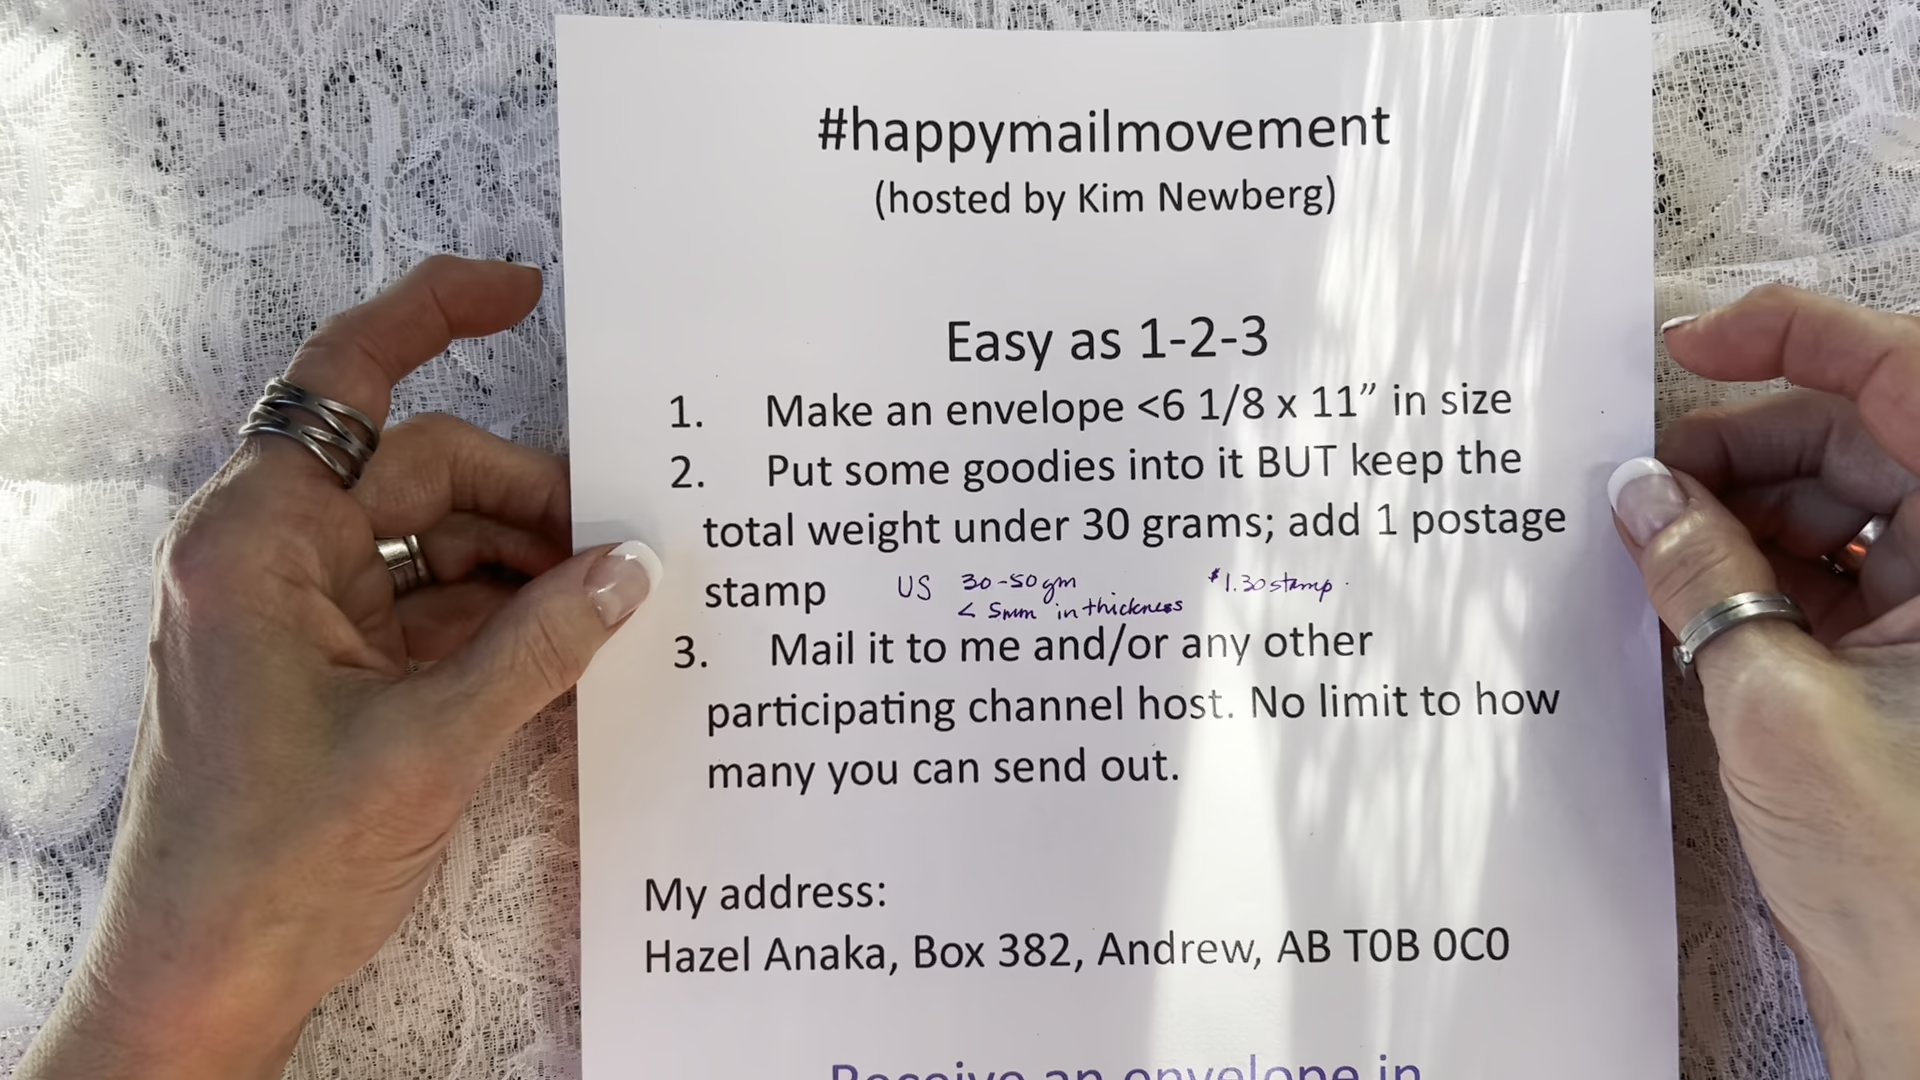 #happymailmovement
(hosted by Kim Newberg)
Easy as 1-2-3
1. Make an envelope <6 1/8 x 11” in size
2. Put some goodies into it BUT keep the
total weight under 30 grams; add 1 postage
stamp US 30-50gm $1.30 stamp.
< 5mm in thickness
3. Mail it to me and/or any other
participating channel host. No limit to how
many you can send out.
My address:
Hazel Anaka, Box 382, Andrew, AB T0B 0C0
Receive an envelope in